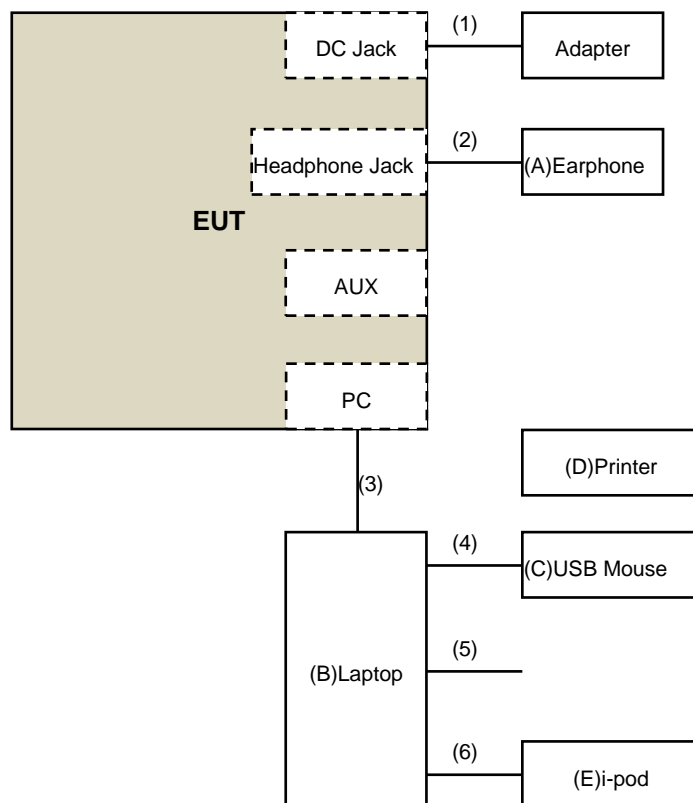 DC Jack
(1)
Adapter
Headphone Jack
(2)
(A)Earphone
EUT
AUX
PC
(3)
(D)Printer
(4)
(C)USB Mouse
(B)Laptop
(5)
(6)
(E)i-pod